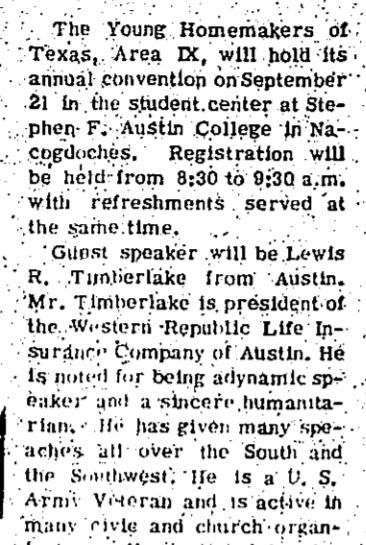 The Young Homemakers of
Texas, Area IX, will hold its
annual convention on September
21 in the student center at Ste-
phen F. Austin College in Na-
cogdoches. Registration will
be held from 8:30 to 9:30 a.m.
with refreshments served at
the same time.
Guest speaker will be Lewis
R. Timberlake from Austin.
Mr. Timberlake is president of
the Western Republic Life In-
surance Company of Austin. He
is noted for being adynamic sp-
eaker and a sincere humanita-
rian. He has given many spe-
aches all over the South and
the Southwest. He is a U. S.
Army Veteran and is active in
many civic and church organ-